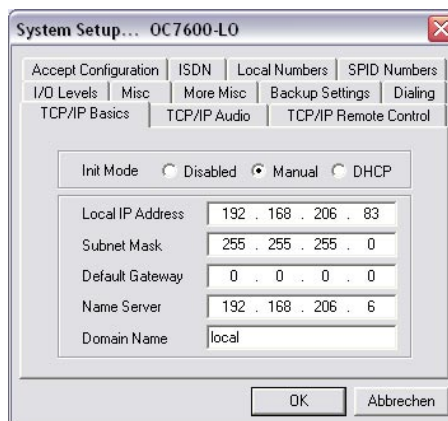 System Setup... OC7600-LO
Accept Configuration ISDN Local Numbers SPID Numbers
I/O Levels Misc More Misc Backup Settings Dialing
TCP/IP Basics TCP/IP Audio TCP/IP Remote Control
Init Mode Disabled Manual DHCP
Local IP Address 192 . 168 . 206 . 83
Subnet Mask 255 . 255 . 255 . 0
Default Gateway 0 . 0 . 0 . 0
Name Server 192 . 168 . 206 . 6
Domain Name local
OK Abbrechen